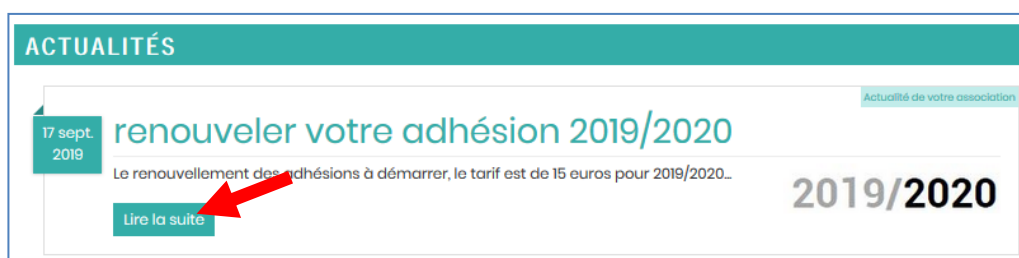 ACTUALITÉS
Actualité de votre association
17 sept.
2019
renouveler votre adhésion 2019/2020
Le renouvellement des adhésions à démarrer, le tarif est de 15 euros pour 2019/2020...
2019/2020
Lire la suite